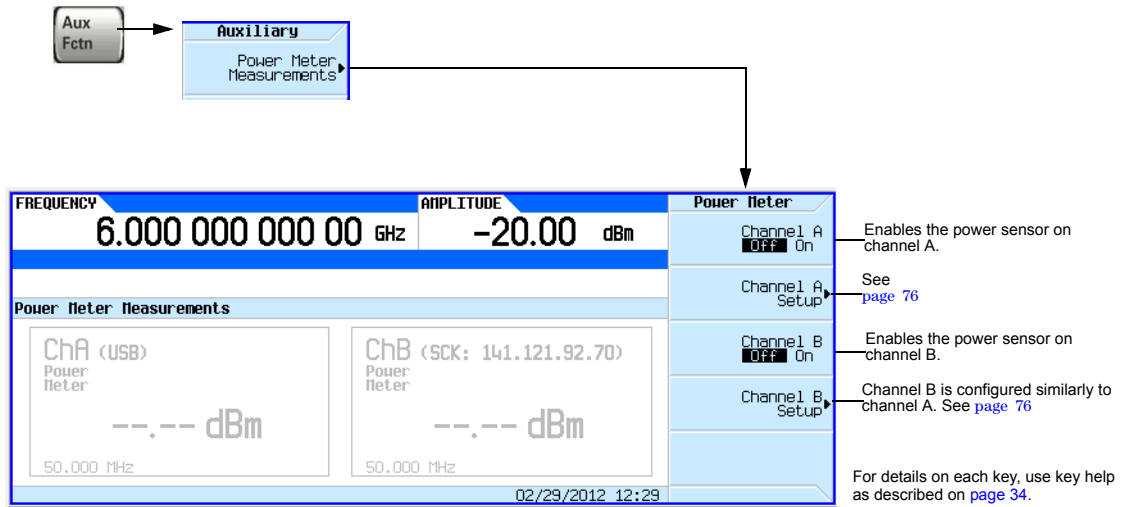 Aux
Fctn
Auxiliary
Power Meter
Measurements
FREQUENCY
6.000 000 000 00 GHz
AMPLITUDE
-20.00 dBm
Power Meter
Channel A
Off On
Channel A
Setup
Channel B
Off On
Channel B
Setup
Power Meter Measurements
ChA (USB)
Power
Meter
--.-- dBm
50.000 MHz
ChB (SCK: 141.121.92.70)
Power
Meter
--.-- dBm
50.000 MHz
02/29/2012 12:29
Enables the power sensor on
channel A.
See
page 76
Enables the power sensor on
channel B.
Channel B is configured similarly to
channel A. See page 76
For details on each key, use key help
as described on page 34.